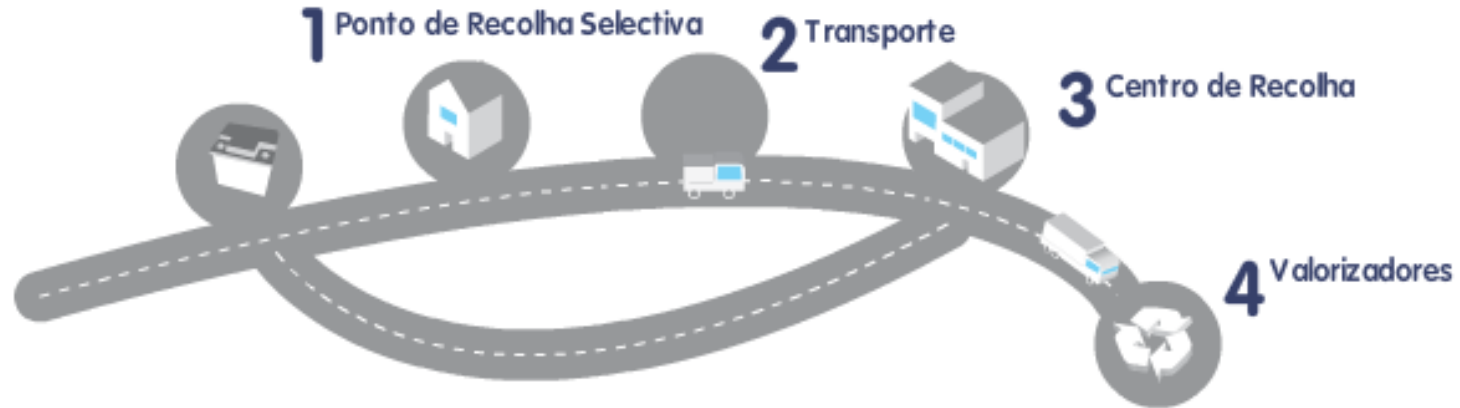 1 Ponto de Recolha Selectiva
2 Transporte
3 Centro de Recolha
4 Valorizadores